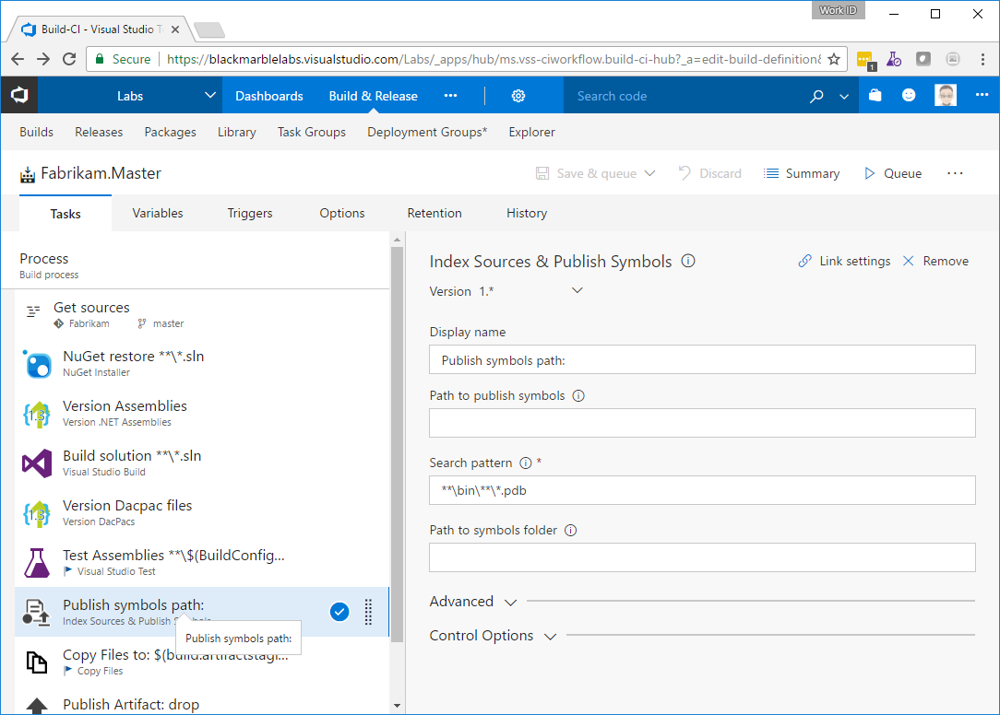 Work ID
Build-CI - Visual Studio T
Secure
https://blackmarblelabs.visualstudio.com/Labs/_apps/hub/ms.vss-ciworkflow.build-ci-hub?_a=edit-build-definition&
1
Labs
Dashboards
Build & Release
Search code
Builds
Releases
Packages
Library
Task Groups
Deployment Groups*
Explorer
Fabrikam.Master
Save & queue
Discard
Summary
Queue
Tasks
Variables
Triggers
Options
Retention
History
Process
Build process
Get sources
Fabrikam
master
NuGet restore **\*.sln
NuGet Installer
Version Assemblies
Version .NET Assemblies
Build solution **\*.sln
Visual Studio Build
Version Dacpac files
Version DacPacs
Test Assemblies **\$(BuildConfig...
Visual Studio Test
Publish symbols path:
Index Sources & Publish Symbols
Publish symbols path:
Copy Files to: $(build.artifactstagi...
Copy Files
Publish Artifact: drop
Index Sources & Publish Symbols
Link settings
Remove
Version 1.*
Display name
Publish symbols path:
Path to publish symbols
Search pattern *
**\bin\**\*.pdb
Path to symbols folder
Advanced
Control Options